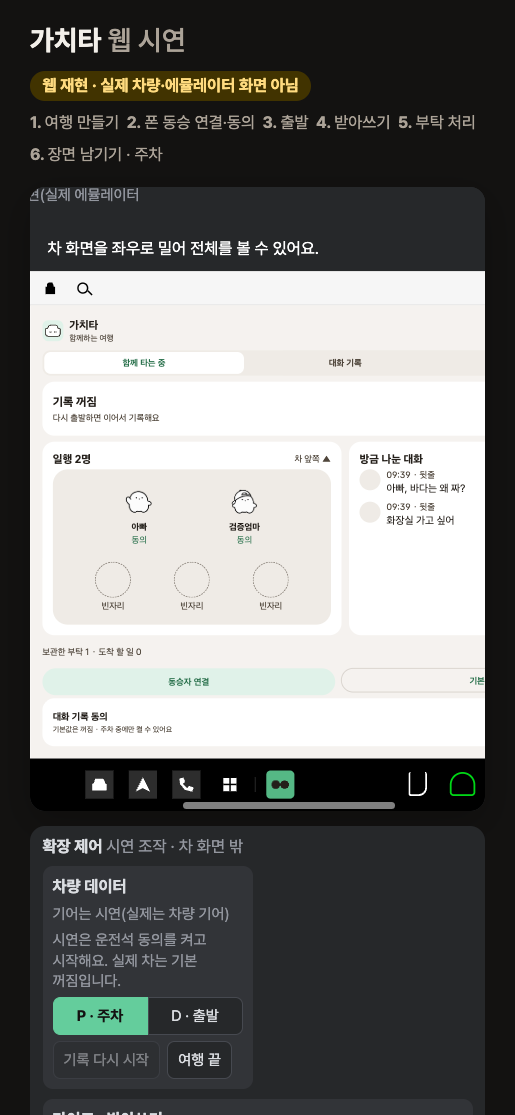 가치타 웹 시연
웹 재현 · 실제 차량·에뮬레이터 화면 아님
1. 여행 만들기 2. 폰 동승 연결·동의 3. 출발 4. 받아쓰기 5. 부탁 처리
6. 장면 남기기 · 주차
(실제 에뮬레이터
차 화면을 좌우로 밀어 전체를 볼 수 있어요.
가치타
함께하는 여행
함께 타는 중
대화 기록
기록 꺼짐
다시 출발하면 이어서 기록해요
일행 2명
차 앞쪽 ▲
아빠
동의
검증엄마
동의
빈자리
빈자리
빈자리
방금 나눈 대화
09:39 · 뒷줄
아빠, 바다는 왜 짜?
09:39 · 뒷줄
화장실 가고 싶어
보관한 부탁 1 · 도착 할 일 0
동승자 연결
기본
대화 기록 동의
기본값은 꺼짐 · 주차 중에만 켤 수 있어요
확장 제어 시연 조작 · 차 화면 밖
차량 데이터
기어는 시연(실제는 차량 기어)
시연은 운전석 동의를 켜고
시작해요. 실제 차는 기본
꺼짐입니다.
P · 주차
D · 출발
기록 다시 시작
여행 끝